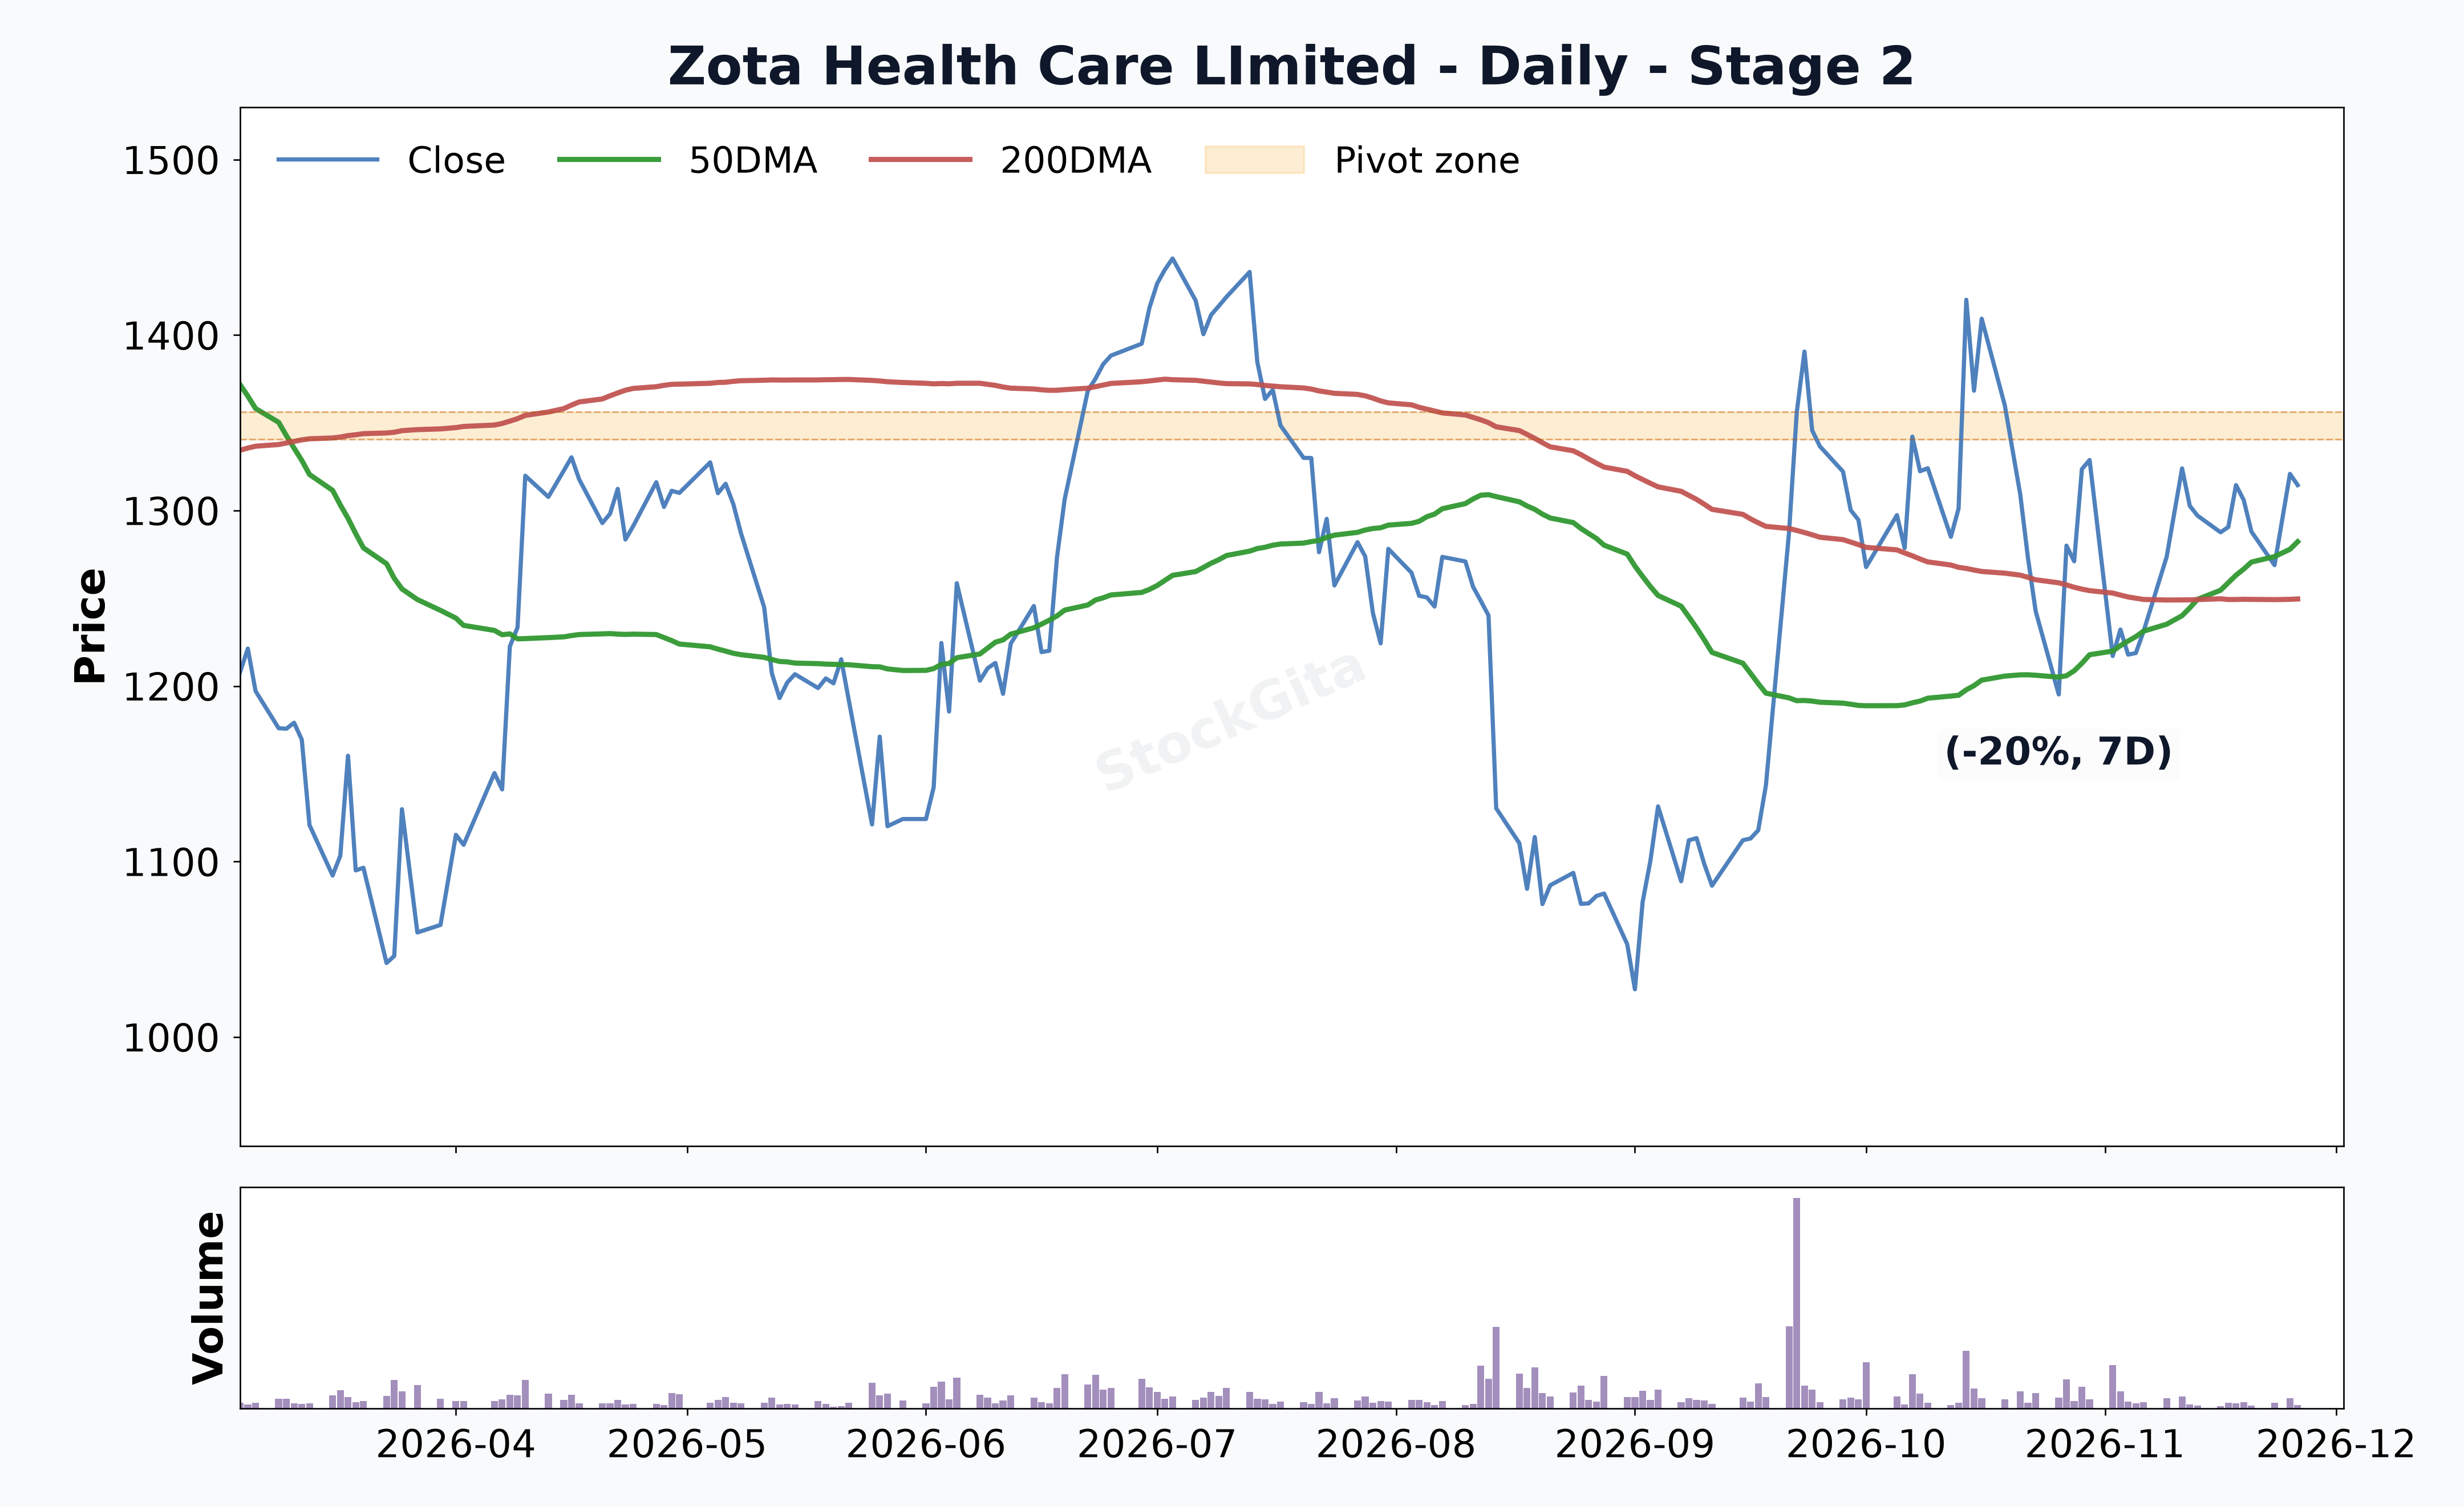 Zota Health Care LImited - Daily - Stage 2
Close 50DMA 200DMA Pivot zone
1500
1400
1300
1200
1100
1000
Price
StockGita
(-20%, 7D)
Volume
2026-04 2026-05 2026-06 2026-07 2026-08 2026-09 2026-10 2026-11 2026-12